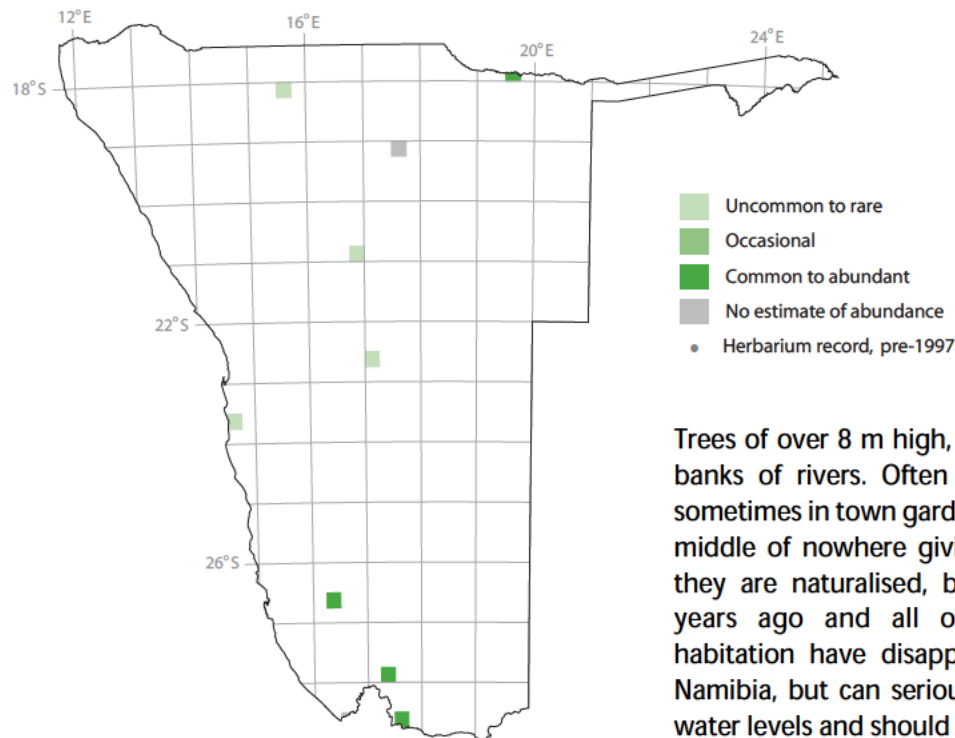 12°E
16°E
20°E
24°E
18°S
22°S
26°S
Uncommon to rare
Occasional
Common to abundant
No estimate of abundance
Herbarium record, pre-1997
Trees of over 8 m high,
banks of rivers. Often
sometimes in town gard
middle of nowhere givi
they are naturalised, b
years ago and all o
habitation have disapp
Namibia, but can seriou
water levels and should